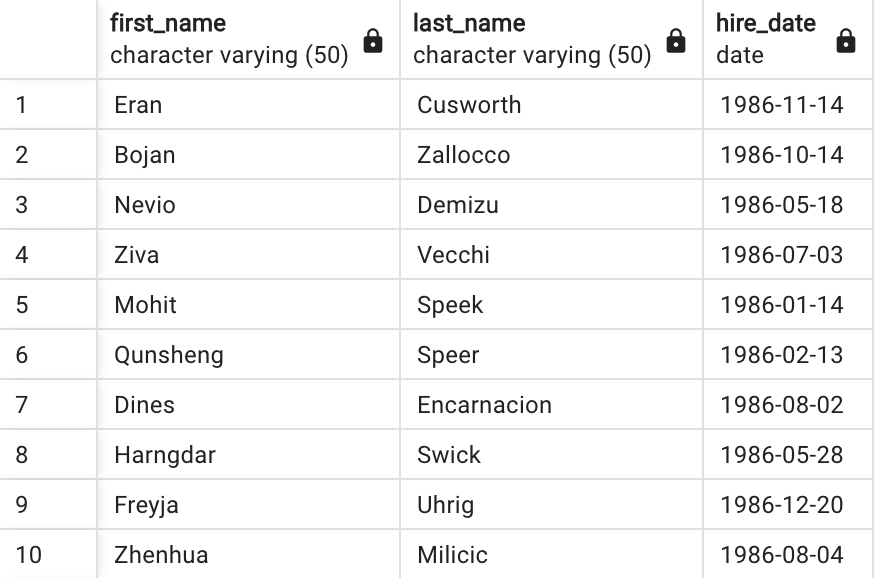 first_name last_name hire_date
character varying (50) character varying (50) date
1 Eran Cusworth 1986-11-14
2 Bojan Zallocco 1986-10-14
3 Nevio Demizu 1986-05-18
4 Ziva Vecchi 1986-07-03
5 Mohit Speek 1986-01-14
6 Qunsheng Speer 1986-02-13
7 Dines Encarnacion 1986-08-02
8 Harngdar Swick 1986-05-28
9 Freyja Uhrig 1986-12-20
10 Zhenhua Milicic 1986-08-04